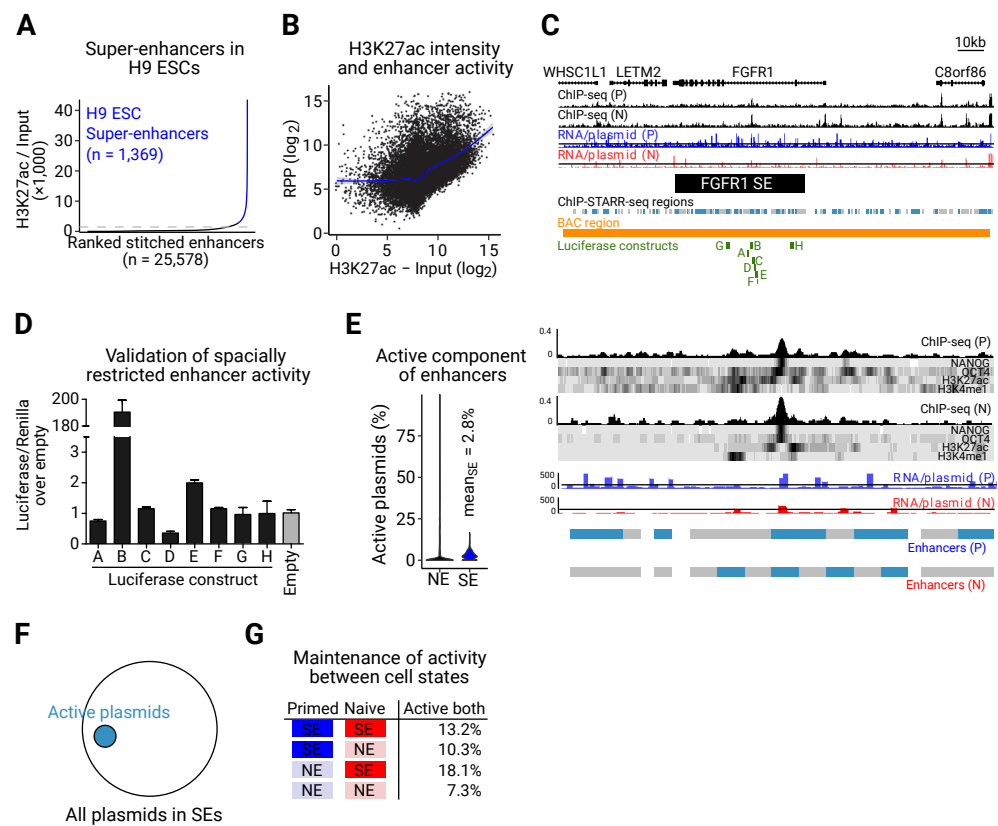 A
Super-enhancers in
H9 ESCs
H3K27ac / Input
(×1,000)
40
30
20
10
0
H9 ESC
Super-enhancers
(n = 1,369)
Ranked stitched enhancers
(n = 25,578)
B
H3K27ac intensity
and enhancer activity
RPP (log2)
15
10
5
0
0 5 10 15
H3K27ac − Input (log2)
C
10kb
WHSC1L1 LETM2 FGFR1 C8orf86
ChIP-seq (P)
ChIP-seq (N)
RNA/plasmid (P)
RNA/plasmid (N)
FGFR1 SE
ChIP-STARR-seq regions
BAC region
Luciferase constructs
G B H
A
C
D
E
F
0.4
0
ChIP-seq (P)
NANOG
OCT4
H3K27ac
H3K4me1
0.4
0
ChIP-seq (N)
NANOG
OCT4
H3K27ac
H3K4me1
500
0
RNA/plasmid (P)
500
0
RNA/plasmid (N)
Enhancers (P)
Enhancers (N)
D
Validation of spacially
restricted enhancer activity
Luciferase/Renilla
over empty
200
180
3
2
1
0
A B C D E F G H Empty
Luciferase construct
E
Active component
of enhancers
Active plasmids (%)
75
50
25
0
meanSE = 2.8%
NE SE
F
Active plasmids
All plasmids in SEs
G
Maintenance of activity
between cell states
Primed Naive Active both
SE SE 13.2%
SE NE 10.3%
NE SE 18.1%
NE NE 7.3%